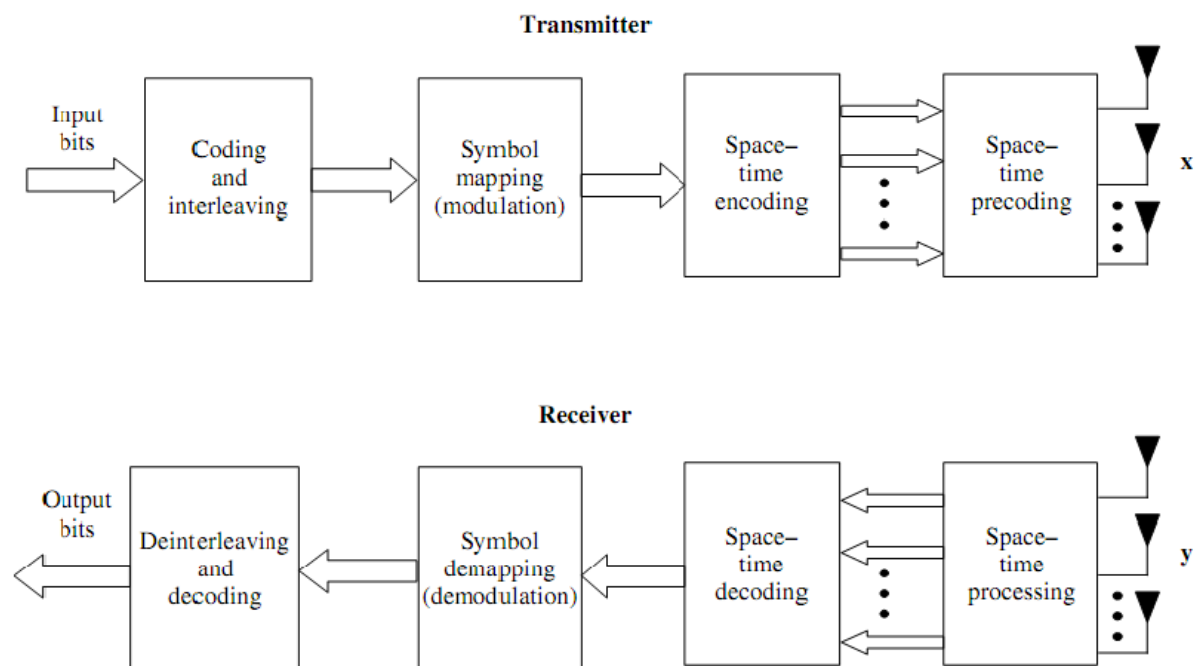 Transmitter
Input
bits
Coding
and
interleaving
Symbol
mapping
(modulation)
Space–
time
encoding
Space–
time
precoding
x
Receiver
Output
bits
Deinterleaving
and
decoding
Symbol
demapping
(demodulation)
Space–
time
decoding
Space–
time
processing
y